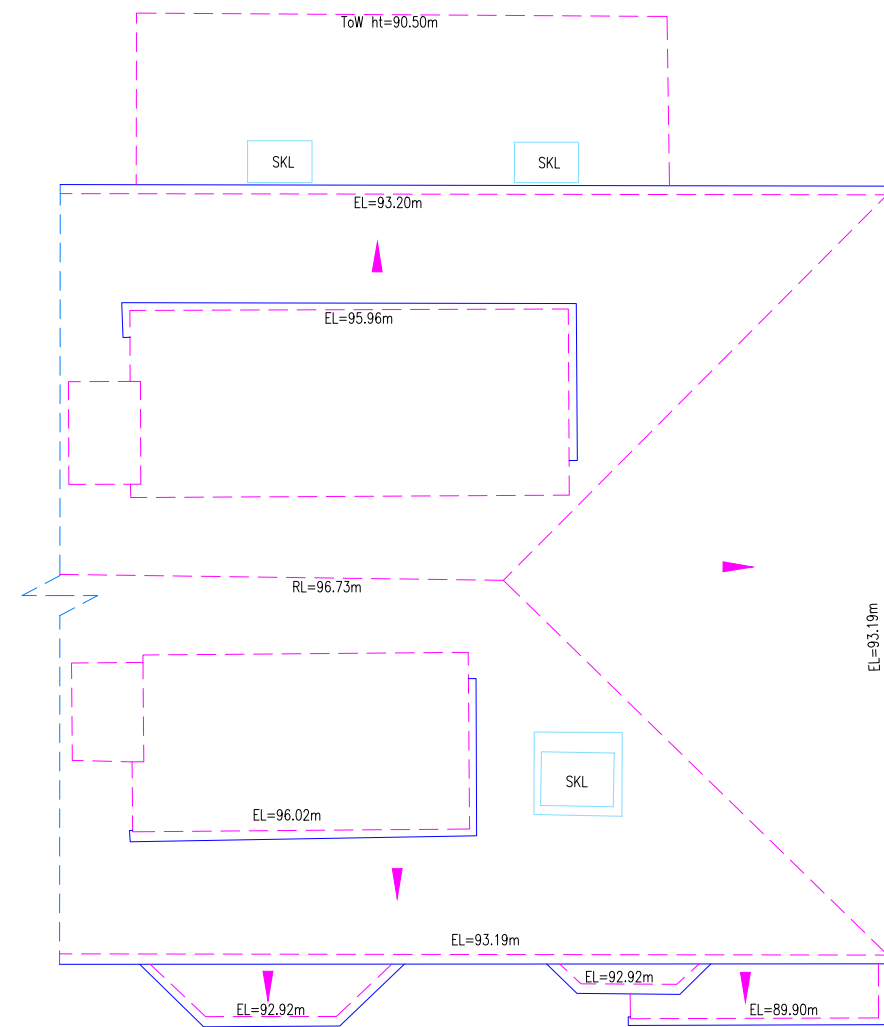 ToW ht=90.50m
SKL
SKL
EL=93.20m
EL=95.96m
RL=96.73m
EL=93.19m
SKL
EL=96.02m
EL=93.19m
EL=92.92m
EL=92.92m
EL=89.90m